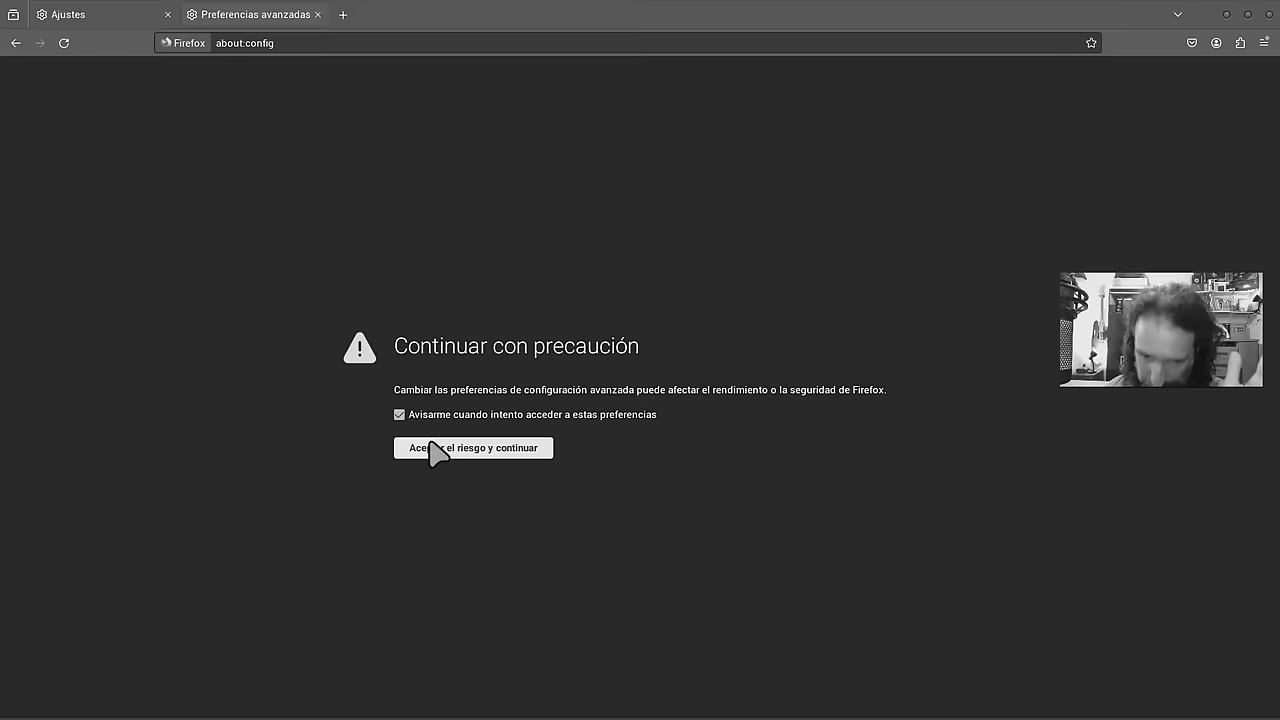 Ajustes
Preferencias avanzadas
Firefox
about:config
Continuar con precaución
Cambiar las preferencias de configuración avanzada puede afectar el rendimiento o la seguridad de Firefox.
Avisarme cuando intento acceder a estas preferencias
el riesgo y continuar